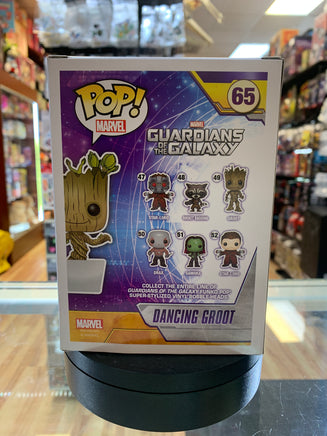 POP!
MARVEL
65
MARVEL
GUARDIANS
OF THE GALAXY
47
48
49
STAR-LORD
ROCKET RACCOON
GROOT
50
51
52
DRAX
GAMORA
STAR-LORD
COLLECT THE ENTIRE LINE OF
GUARDIANS OF THE GALAXY FUNKO POP
SUPER-STYLIZED VINYL BOBBLE-HEADS
DANCING GROOT
MARVEL